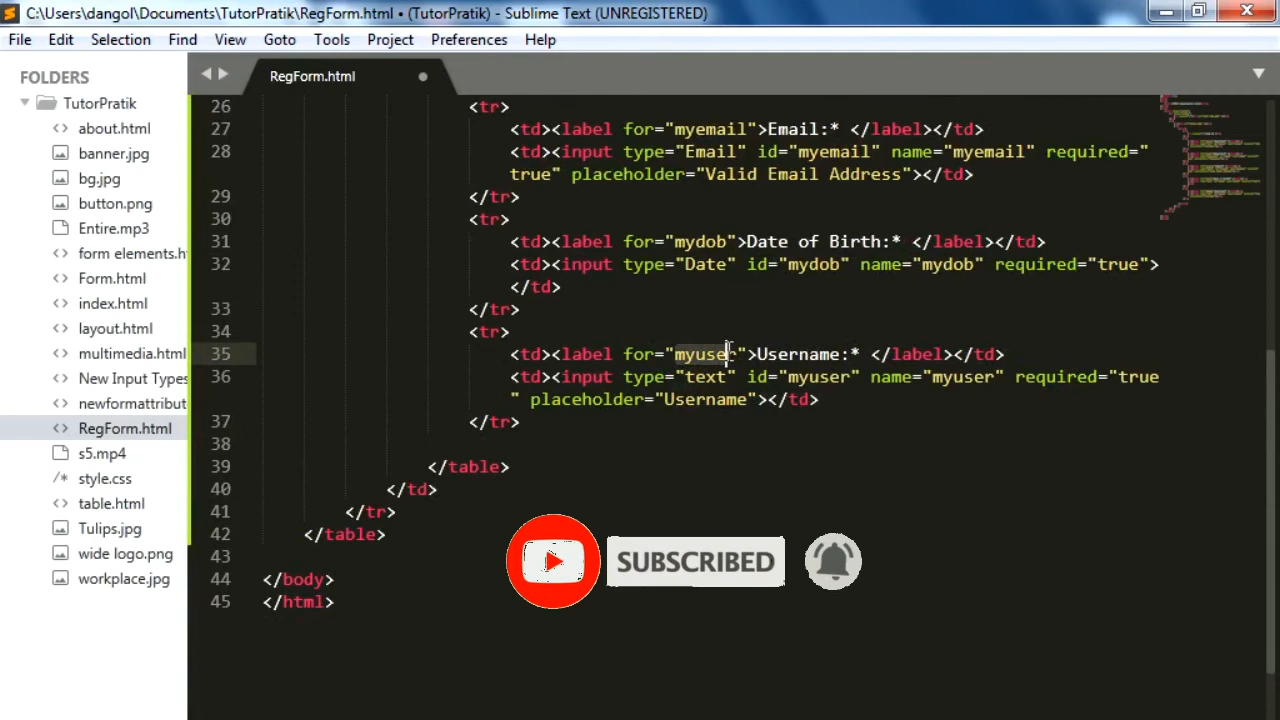 C:\Users\dangol\Documents\TutorPratik\RegForm.html • (TutorPratik) - Sublime Text (UNREGISTERED)
File Edit Selection Find View Goto Tools Project Preferences Help
FOLDERS
TutorPratik
about.html
banner.jpg
bg.jpg
button.png
Entire.mp3
form elements.h
Form.html
index.html
layout.html
multimedia.html
New Input Types
newformattribut
RegForm.html
s5.mp4
style.css
table.html
Tulips.jpg
wide logo.png
workplace.jpg
RegForm.html
26 <tr>
27 <td><label for="myemail">Email:* </label></td>
28 <td><input type="Email" id="myemail" name="myemail" required="
true" placeholder="Valid Email Address"></td>
29 </tr>
30 <tr>
31 <td><label for="mydob">Date of Birth:* </label></td>
32 <td><input type="Date" id="mydob" name="mydob" required="true">
</td>
33 </tr>
34 <tr>
35 <td><label for="myuser">Username:* </label></td>
36 <td><input type="text" id="myuser" name="myuser" required="true
" placeholder="Username"></td>
37 </tr>
38
39 </table>
40 </td>
41 </tr>
42 </table>
43
44 </body>
45 </html>
SUBSCRIBED